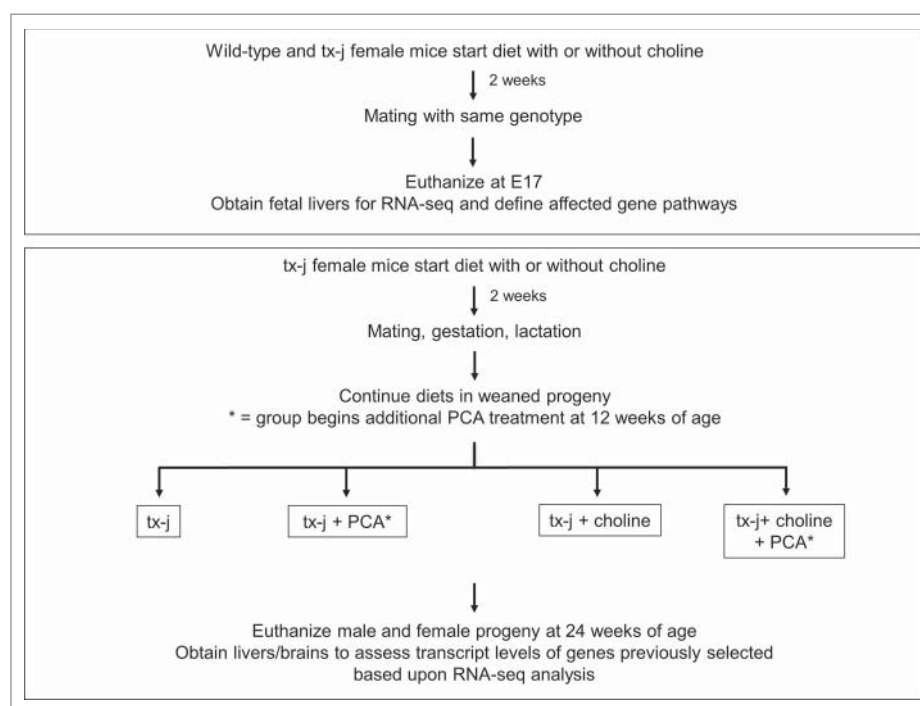 Wild-type and tx-j female mice start diet with or without choline
2 weeks
Mating with same genotype
Euthanize at E17
Obtain fetal livers for RNA-seq and define affected gene pathways
tx-j female mice start diet with or without choline
2 weeks
Mating, gestation, lactation
Continue diets in weaned progeny
* = group begins additional PCA treatment at 12 weeks of age
tx-j
tx-j + PCA*
tx-j + choline
tx-j+ choline
+ PCA*
Euthanize male and female progeny at 24 weeks of age
Obtain livers/brains to assess transcript levels of genes previously selected
based upon RNA-seq analysis